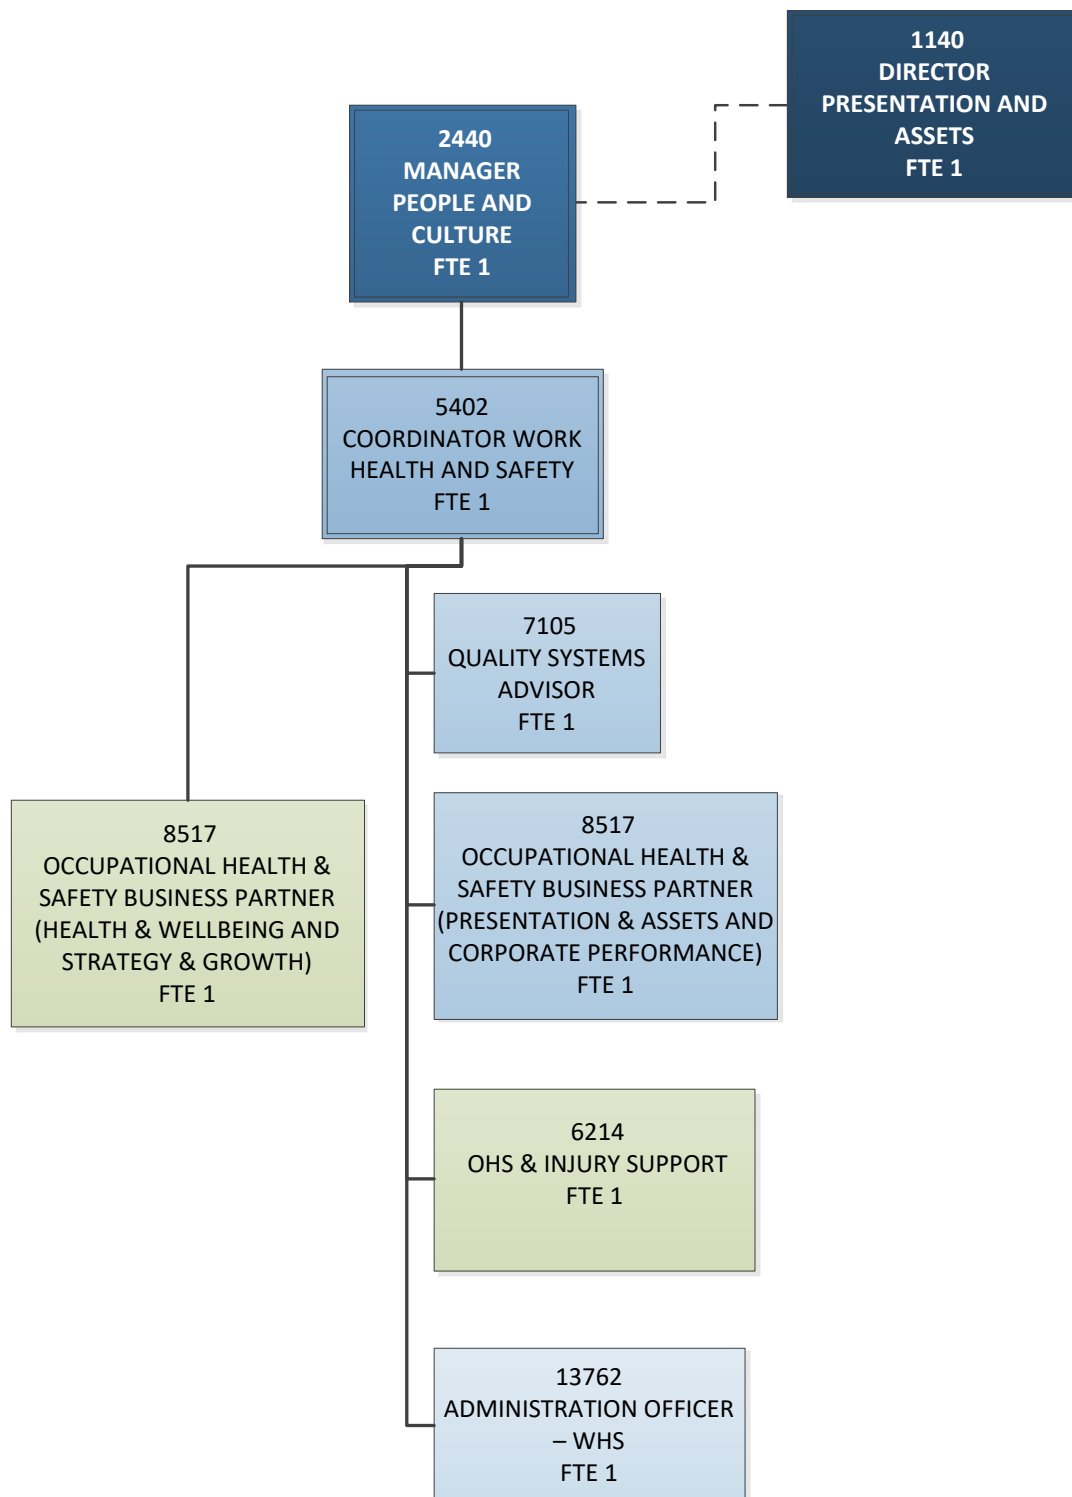 1140
DIRECTOR
PRESENTATION AND
ASSETS
FTE 1
2440
MANAGER
PEOPLE AND
CULTURE
FTE 1
5402
COORDINATOR WORK
HEALTH AND SAFETY
FTE 1
7105
QUALITY SYSTEMS
ADVISOR
FTE 1
8517
OCCUPATIONAL HEALTH &
SAFETY BUSINESS PARTNER
(HEALTH & WELLBEING AND
STRATEGY & GROWTH)
FTE 1
8517
OCCUPATIONAL HEALTH &
SAFETY BUSINESS PARTNER
(PRESENTATION & ASSETS AND
CORPORATE PERFORMANCE)
FTE 1
6214
OHS & INJURY SUPPORT
FTE 1
13762
ADMINISTRATION OFFICER
– WHS
FTE 1